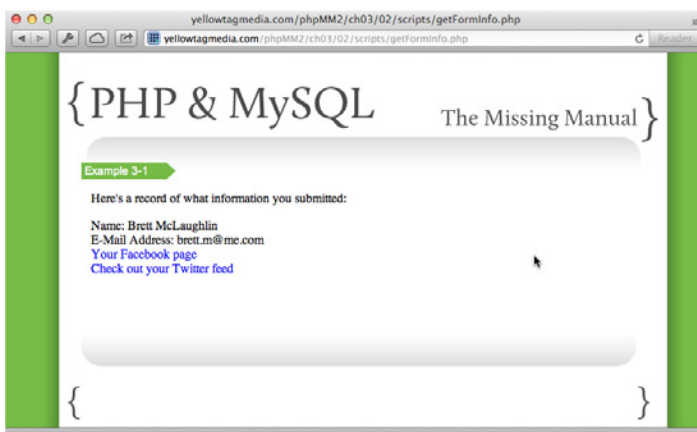 yellowtagmedia.com/phpMM2/ch03/02/scripts/getFormInfo.php
yellowtagmedia.com/phpMM2/ch03/02/scripts/getFormInfo.php
Reader
{PHP & MySQL
The Missing Manual}
Example 3-1
Here's a record of what information you submitted:
Name: Brett McLaughlin
E-Mail Address: brett.m@me.com
Your Facebook page
Check out your Twitter feed
{ }